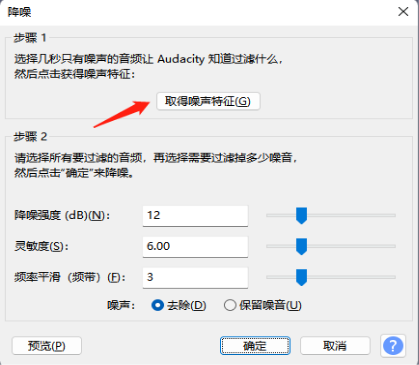 降噪
步骤 1
选择几秒只有噪声的音频让 Audacity 知道过滤什么，
然后点击获得噪声特征:
取得噪声特征(G)
步骤 2
请选择所有要过滤的音频，再选择需要过滤掉多少噪音，
然后点击"确定"来降噪。
降噪强度 (dB)(N): 12
灵敏度(S): 6.00
频率平滑（频带）(F): 3
噪声: 去除(D) 保留噪音(U)
预览(P) 确定 取消 ?